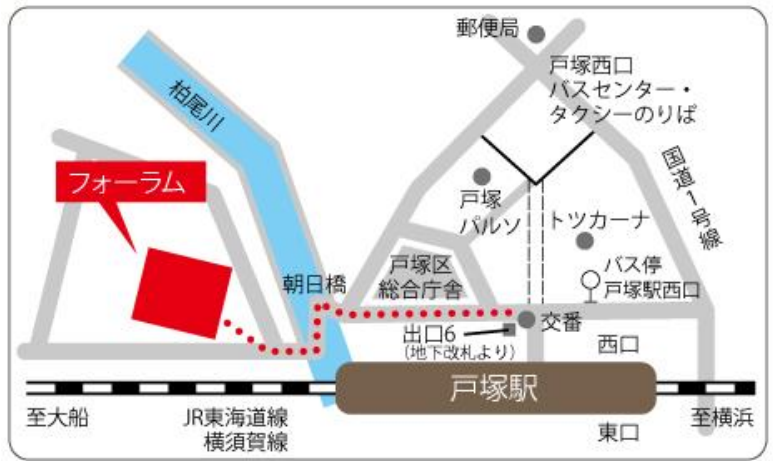 郵便局
戸塚西口
バスセンター・
タクシーのりば
柏尾川
国道1号線
フォーラム
戸塚
パルソ
トツカーナ
戸塚区
総合庁舎
バス停
戸塚駅西口
朝日橋
交番
出口6
(地下改札より)
西口
戸塚駅
至大船
JR東海道線
横須賀線
東口
至横浜